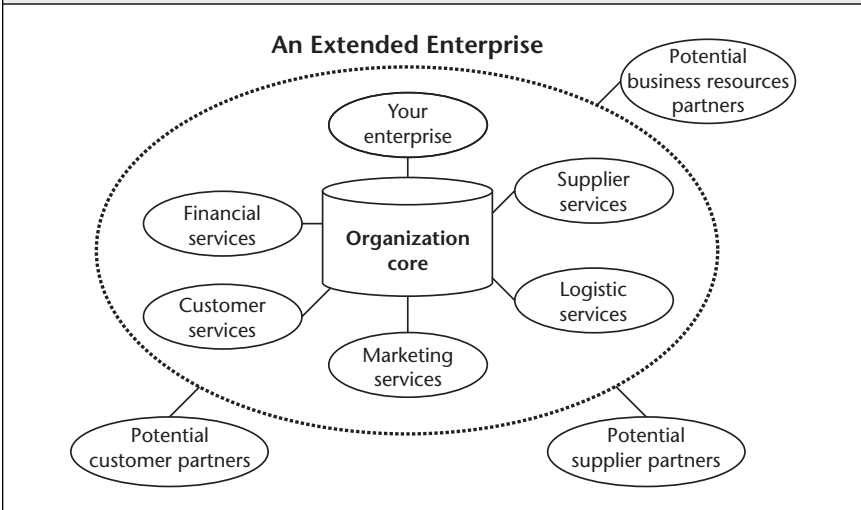 An Extended Enterprise
Potential
business resources
partners
Your
enterprise
Supplier
services
Financial
services
Organization
core
Logistic
services
Customer
services
Marketing
services
Potential
customer partners
Potential
supplier partners